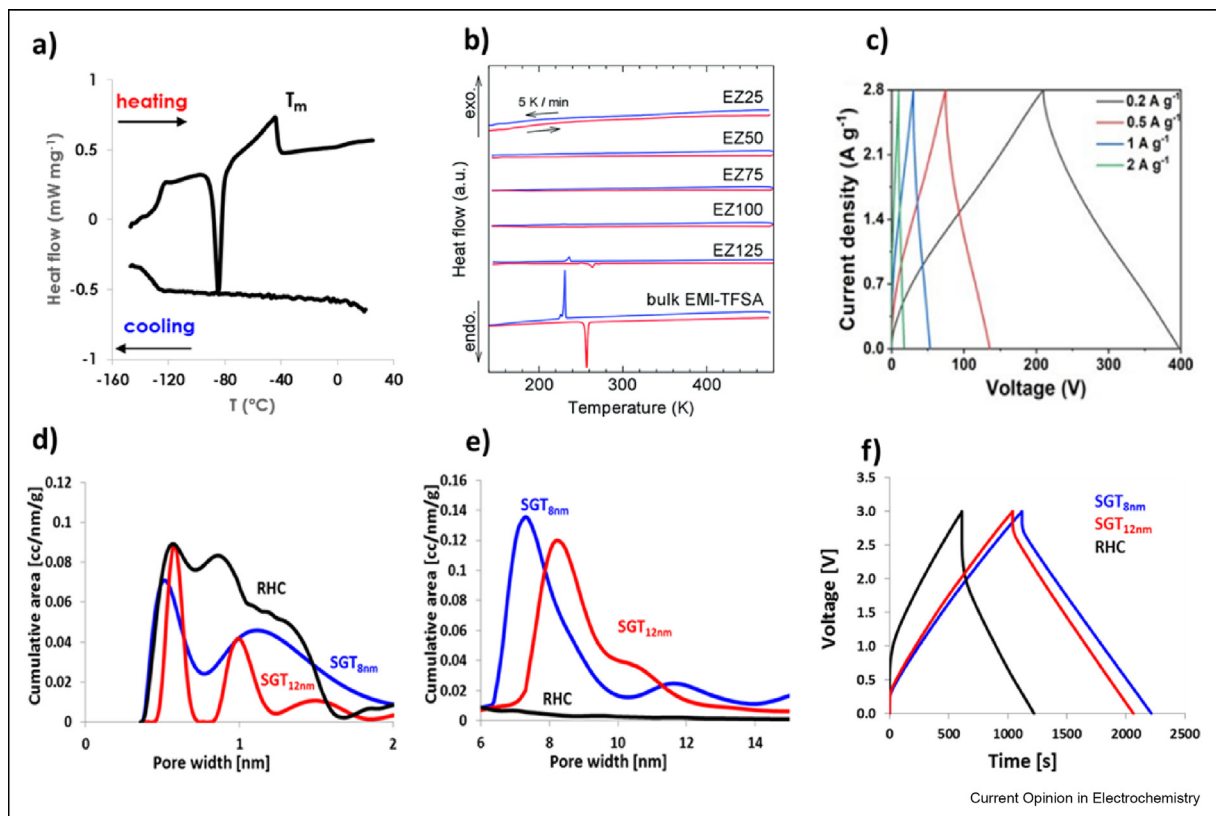 a)
Heat flow (mW mg⁻¹)
1
0.5
0
-0.5
-1
heating
Tm
cooling
-160
-120
-80
-40
0
40
T (°C)
b)
exo.
Heat flow (a.u.)
endo.
5 K / min
EZ25
EZ50
EZ75
EZ100
EZ125
bulk EMI-TFSA
200
300
400
Temperature (K)
c)
Current density (A g⁻¹)
2.8
2.1
1.4
0.7
0.0
0.2 A g⁻¹
0.5 A g⁻¹
1 A g⁻¹
2 A g⁻¹
0
100
200
300
400
Voltage (V)
d)
Cumulative area [cc/nm/g]
0.12
0.1
0.08
0.06
0.04
0.02
0
RHC
SGT8nm
SGT12nm
0
1
2
Pore width [nm]
e)
Cumulative area [cc/nm/g]
0.16
0.14
0.12
0.1
0.08
0.06
0.04
0.02
0
SGT8nm
SGT12nm
RHC
6
8
10
12
14
Pore width [nm]
f)
Voltage [V]
3.5
3.0
2.5
2.0
1.5
1.0
0.5
0.0
SGT8nm
SGT12nm
RHC
0
500
1000
1500
2000
2500
Time [s]
Current Opinion in Electrochemistry